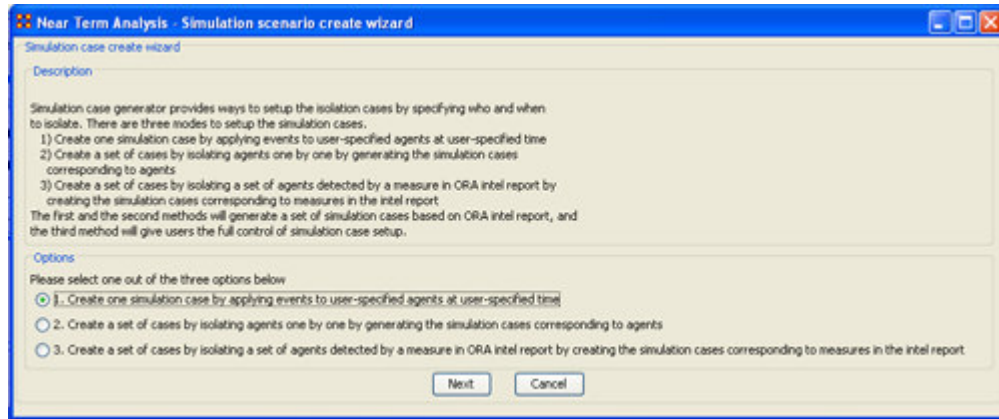 Near Term Analysis - Simulation scenario create wizard
Simulation case create wizard
Description
Simulation case generator provides ways to setup the isolation cases by specifying who and when
to isolate. There are three modes to setup the simulation cases.
1) Create one simulation case by applying events to user-specified agents at user-specified time
2) Create a set of cases by isolating agents one by one by generating the simulation cases
corresponding to agents
3) Create a set of cases by isolating a set of agents detected by a measure in ORA intel report by
creating the simulation cases corresponding to measures in the intel report
The first and the second methods will generate a set of simulation cases based on ORA intel report, and
the third method will give users the full control of simulation case setup.
Options
Please select one out of the three options below
1. Create one simulation case by applying events to user-specified agents at user-specified time
2. Create a set of cases by isolating agents one by one by generating the simulation cases corresponding to agents
3. Create a set of cases by isolating a set of agents detected by a measure in ORA intel report by creating the simulation cases corresponding to measures in the intel report
Next Cancel